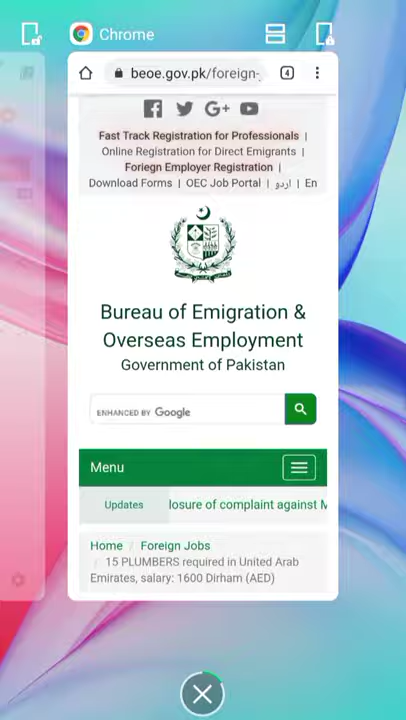 Chrome
beoe.gov.pk/foreign-
4
Fast Track Registration for Professionals |
Online Registration for Direct Emigrants |
Foriegn Employer Registration |
Download Forms | OEC Job Portal | اردو | En
Bureau of Emigration &
Overseas Employment
Government of Pakistan
ENHANCED BY Google
Menu
Updates losure of complaint against M
Home / Foreign Jobs
/ 15 PLUMBERS required in United Arab
Emirates, salary: 1600 Dirham (AED)